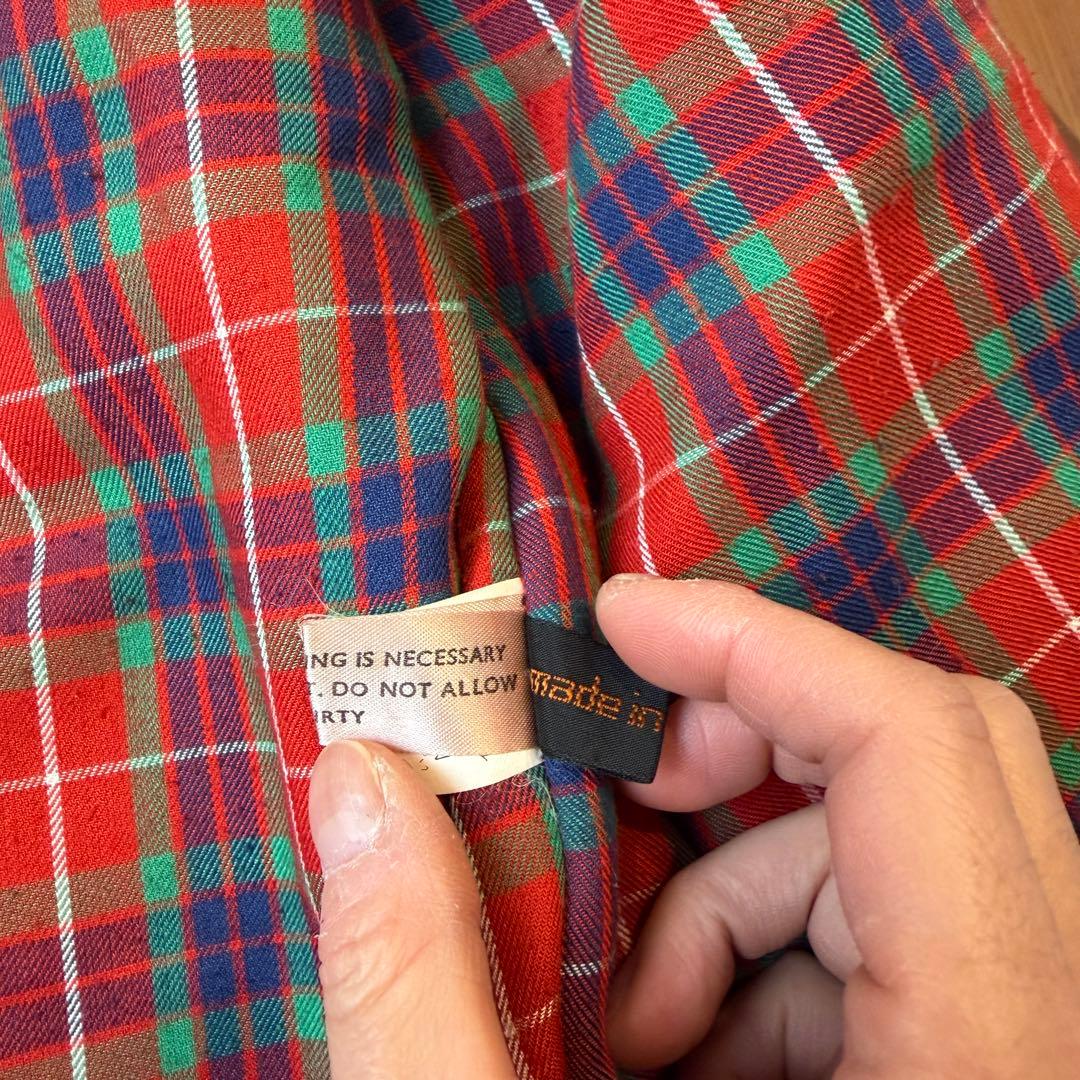 NG IS NECESSARY
T. DO NOT ALLOW
IRTY
made in